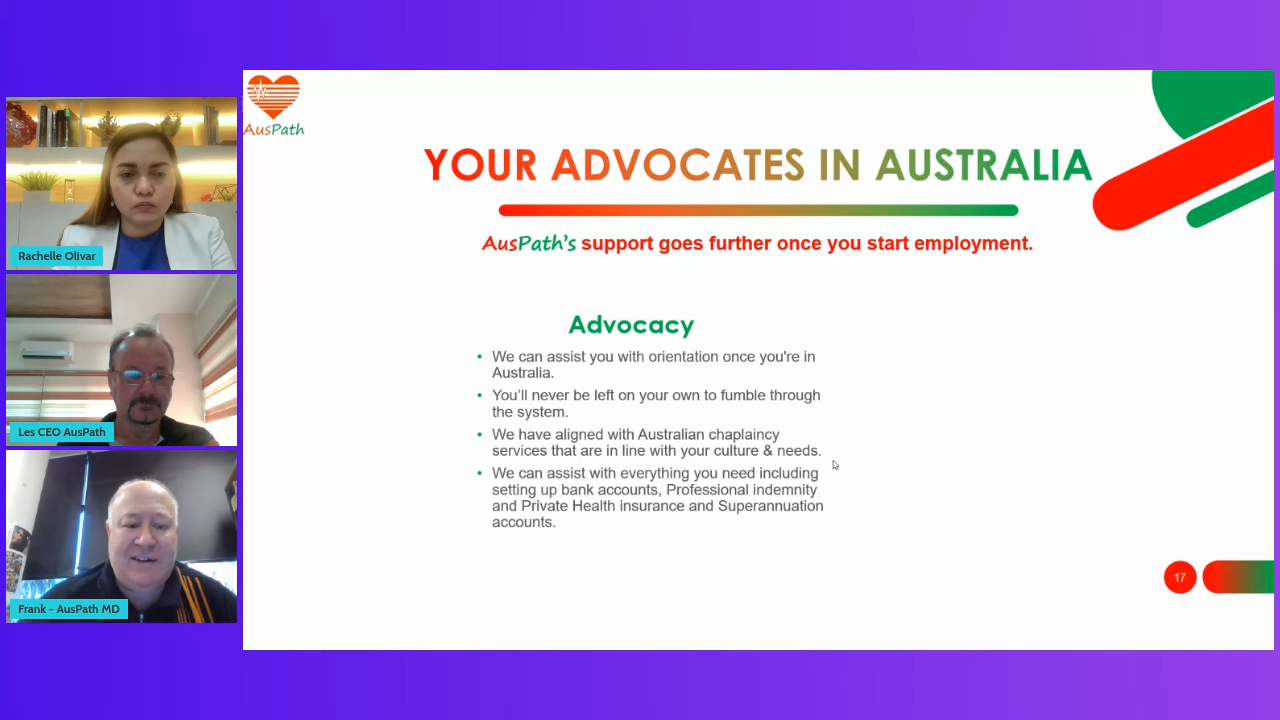 AusPath
YOUR ADVOCATES IN AUSTRALIA
AusPath's support goes further once you start employment.
Advocacy
• We can assist you with orientation once you're in
Australia.
• You'll never be left on your own to fumble through
the system.
• We have aligned with Australian chaplaincy
services that are in line with your culture & needs.
• We can assist with everything you need including
setting up bank accounts, Professional indemnity
and Private Health insurance and Superannuation
accounts.
17
Rachelle Olivar
Les CEO AusPath
Frank - AusPath MD